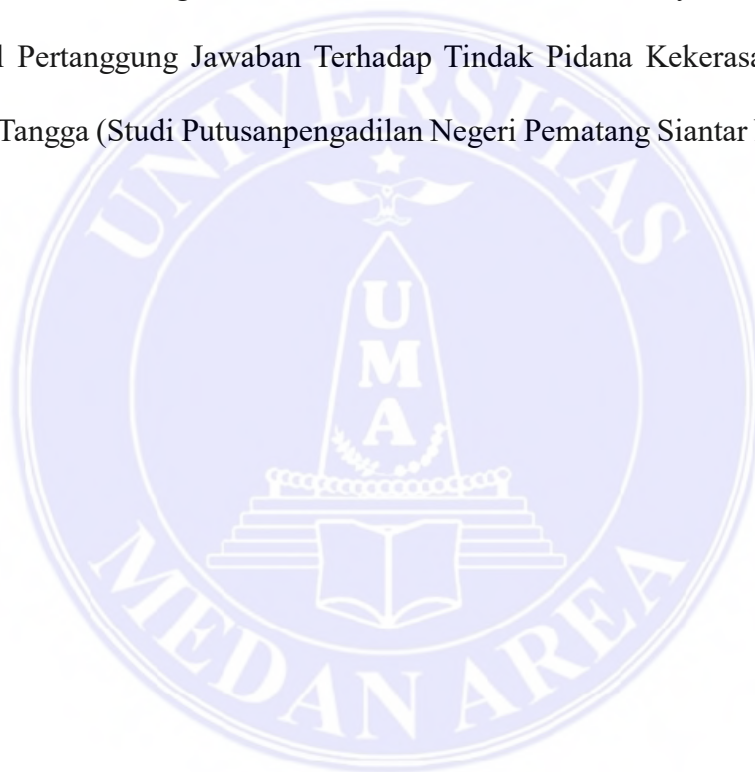 l Pertanggung Jawaban Terhadap Tindak Pidana Kekerasa
Tangga (Studi Putusanpengadilan Negeri Pematang Siantar
UNIVERSITAS
U
M
A
MEDAN AREA